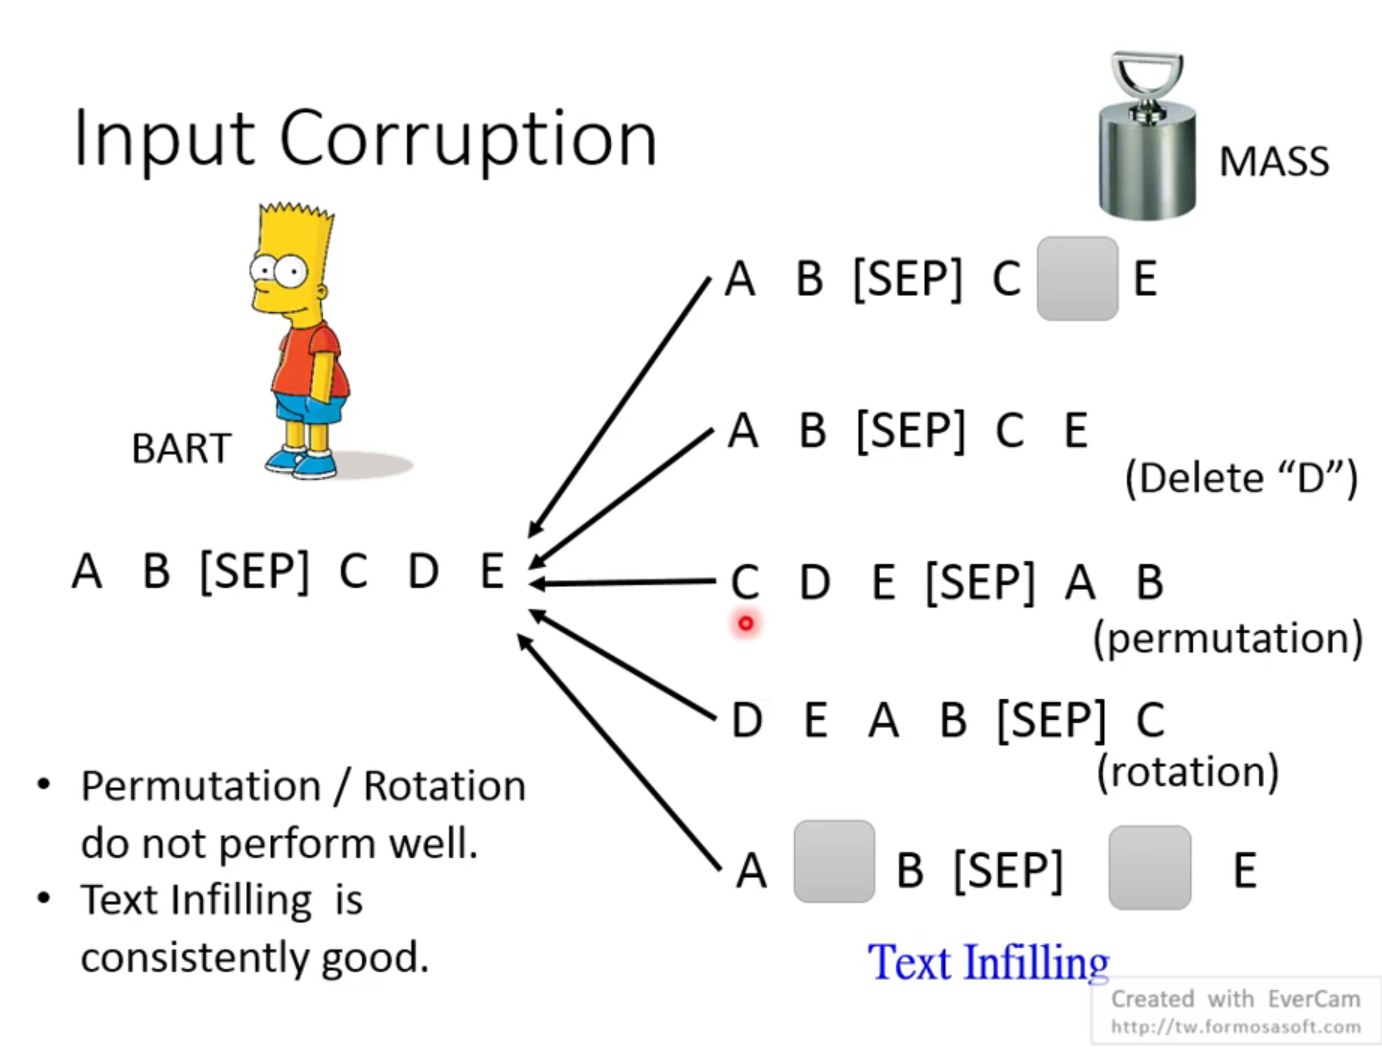 Input Corruption
MASS
BART
A B [SEP] C E
A B [SEP] C E
(Delete “D”)
A B [SEP] C D E
C D E [SEP] A B
(permutation)
D E A B [SEP] C
(rotation)
• Permutation / Rotation
do not perform well.
• Text Infilling is
consistently good.
A B [SEP] E
Text Infilling
Created with EverCam
http://tw.formosasoft.com